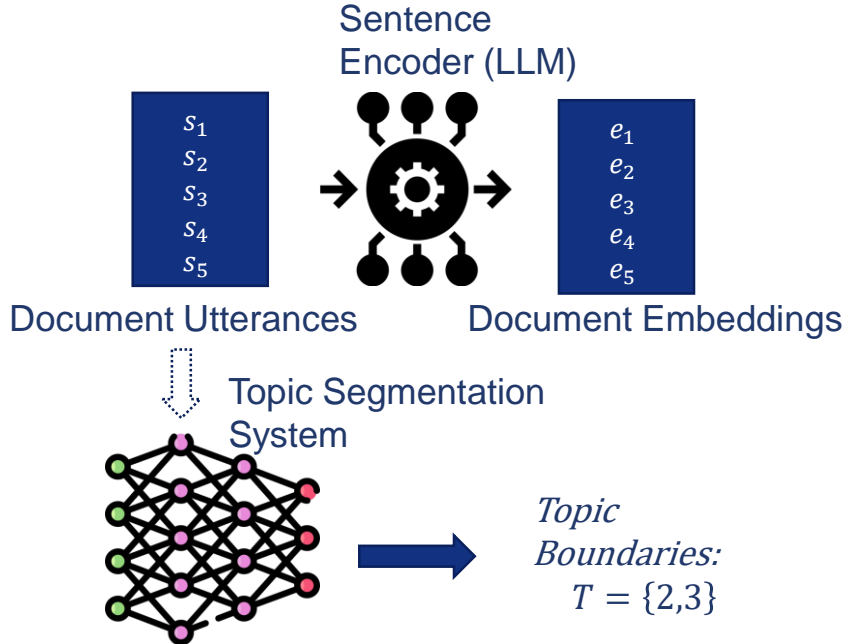 Sentence
Encoder (LLM)
s₁
s₂
s₃
s₄
s₅
e₁
e₂
e₃
e₄
e₅
Document Utterances
Document Embeddings
Topic Segmentation
System
Topic
Boundaries:
T = {2,3}